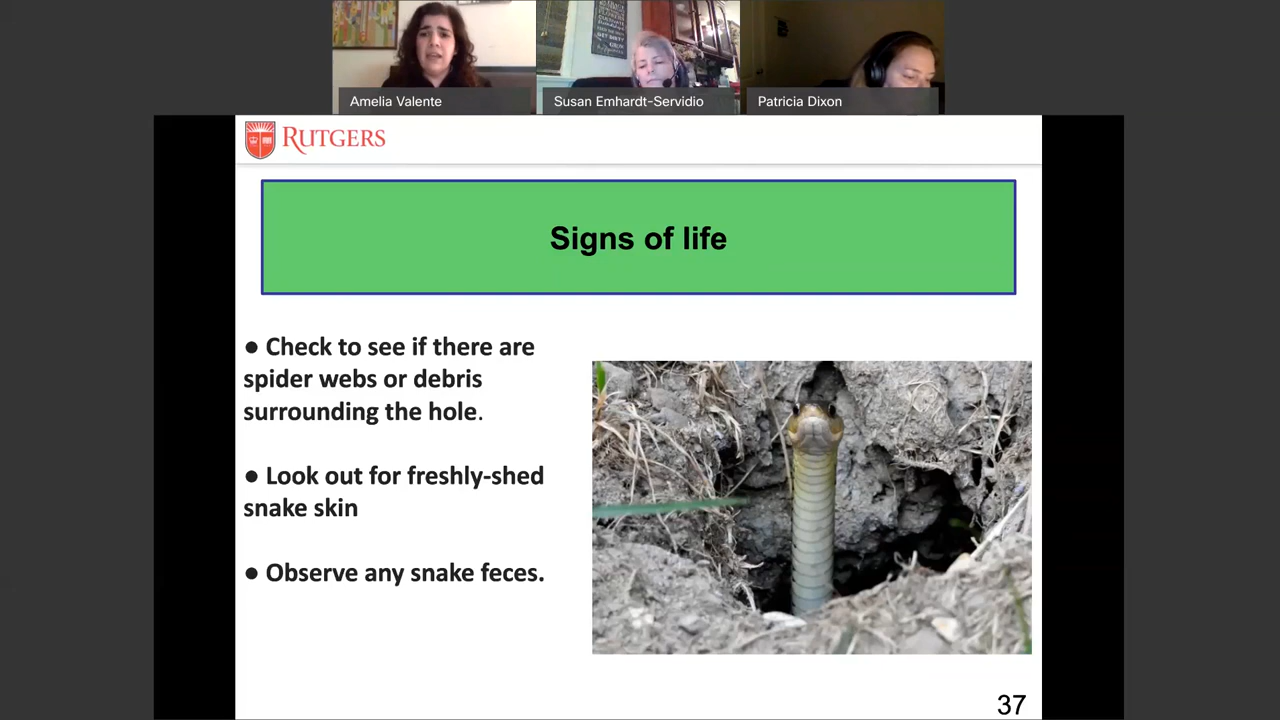 Amelia Valente
Susan Emhardt-Servidio
Patricia Dixon
RUTGERS
Signs of life
● Check to see if there are
spider webs or debris
surrounding the hole.
● Look out for freshly-shed
snake skin
● Observe any snake feces.
37